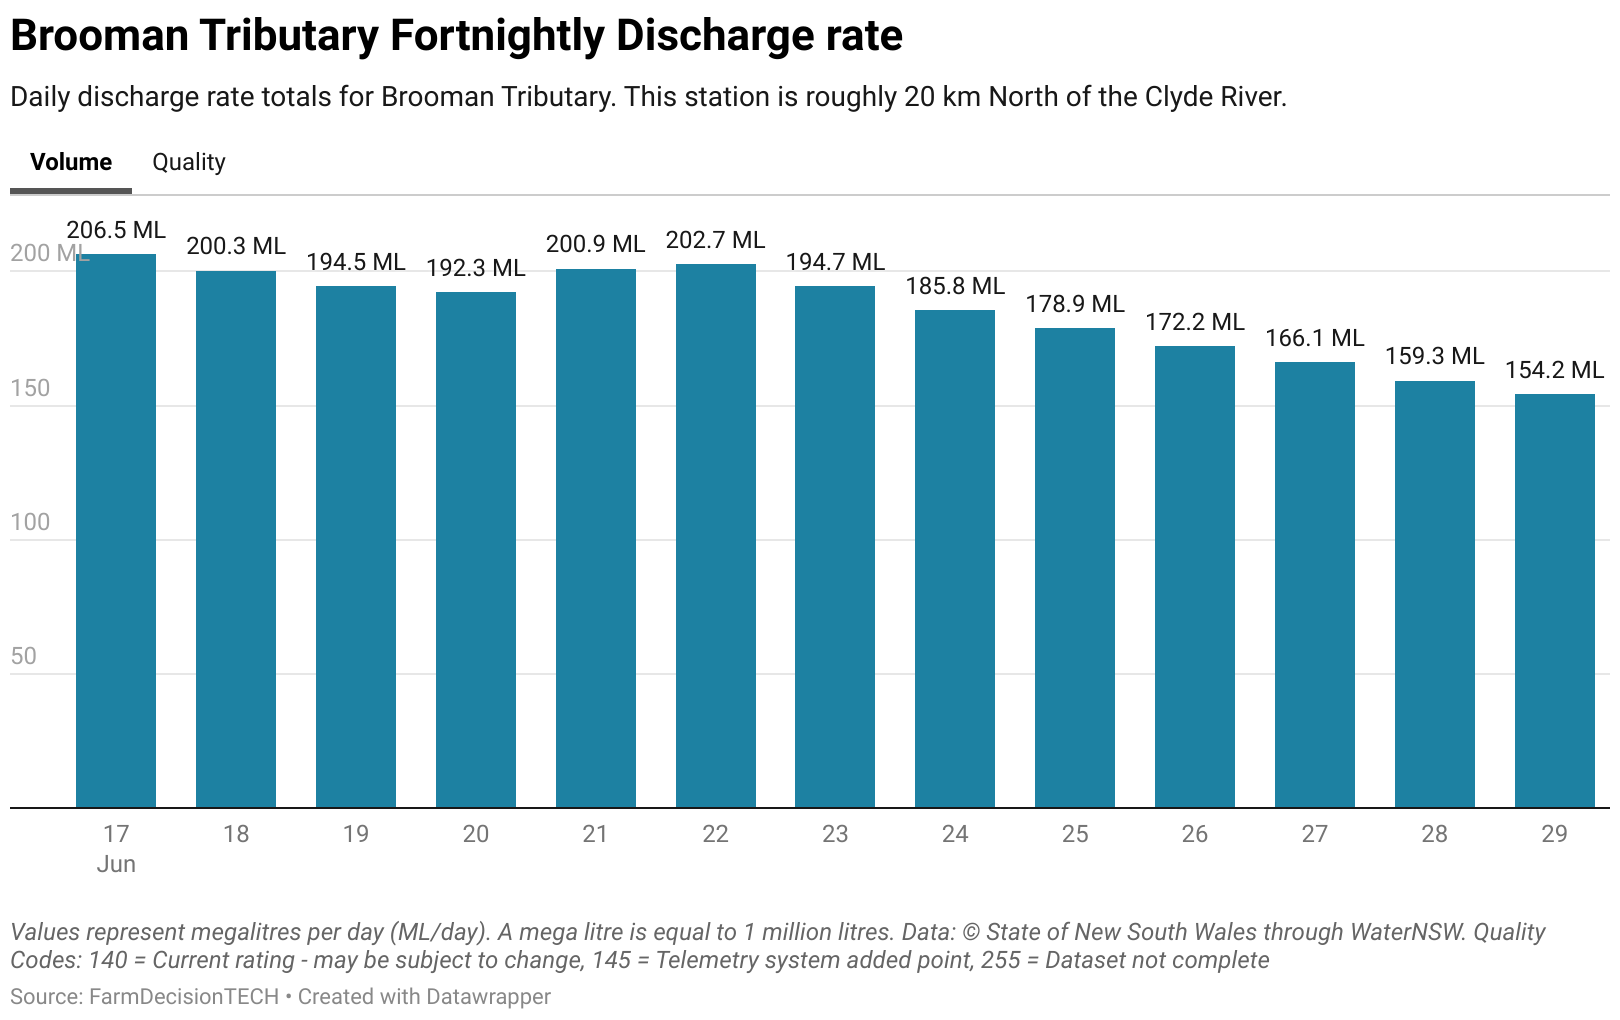 Brooman Tributary Fortnightly Discharge rate
Daily discharge rate totals for Brooman Tributary. This station is roughly 20 km North of the Clyde River.
Volume Quality
206.5 ML 200.3 ML 194.5 ML 192.3 ML 200.9 ML 202.7 ML 194.7 ML 185.8 ML 178.9 ML 172.2 ML 166.1 ML 159.3 ML 154.2 ML
200 ML
150
100
50
17 18 19 20 21 22 23 24 25 26 27 28 29
Jun
Values represent megalitres per day (ML/day). A mega litre is equal to 1 million litres. Data: © State of New South Wales through WaterNSW. Quality
Codes: 140 = Current rating - may be subject to change, 145 = Telemetry system added point, 255 = Dataset not complete
Source: FarmDecisionTECH • Created with Datawrapper